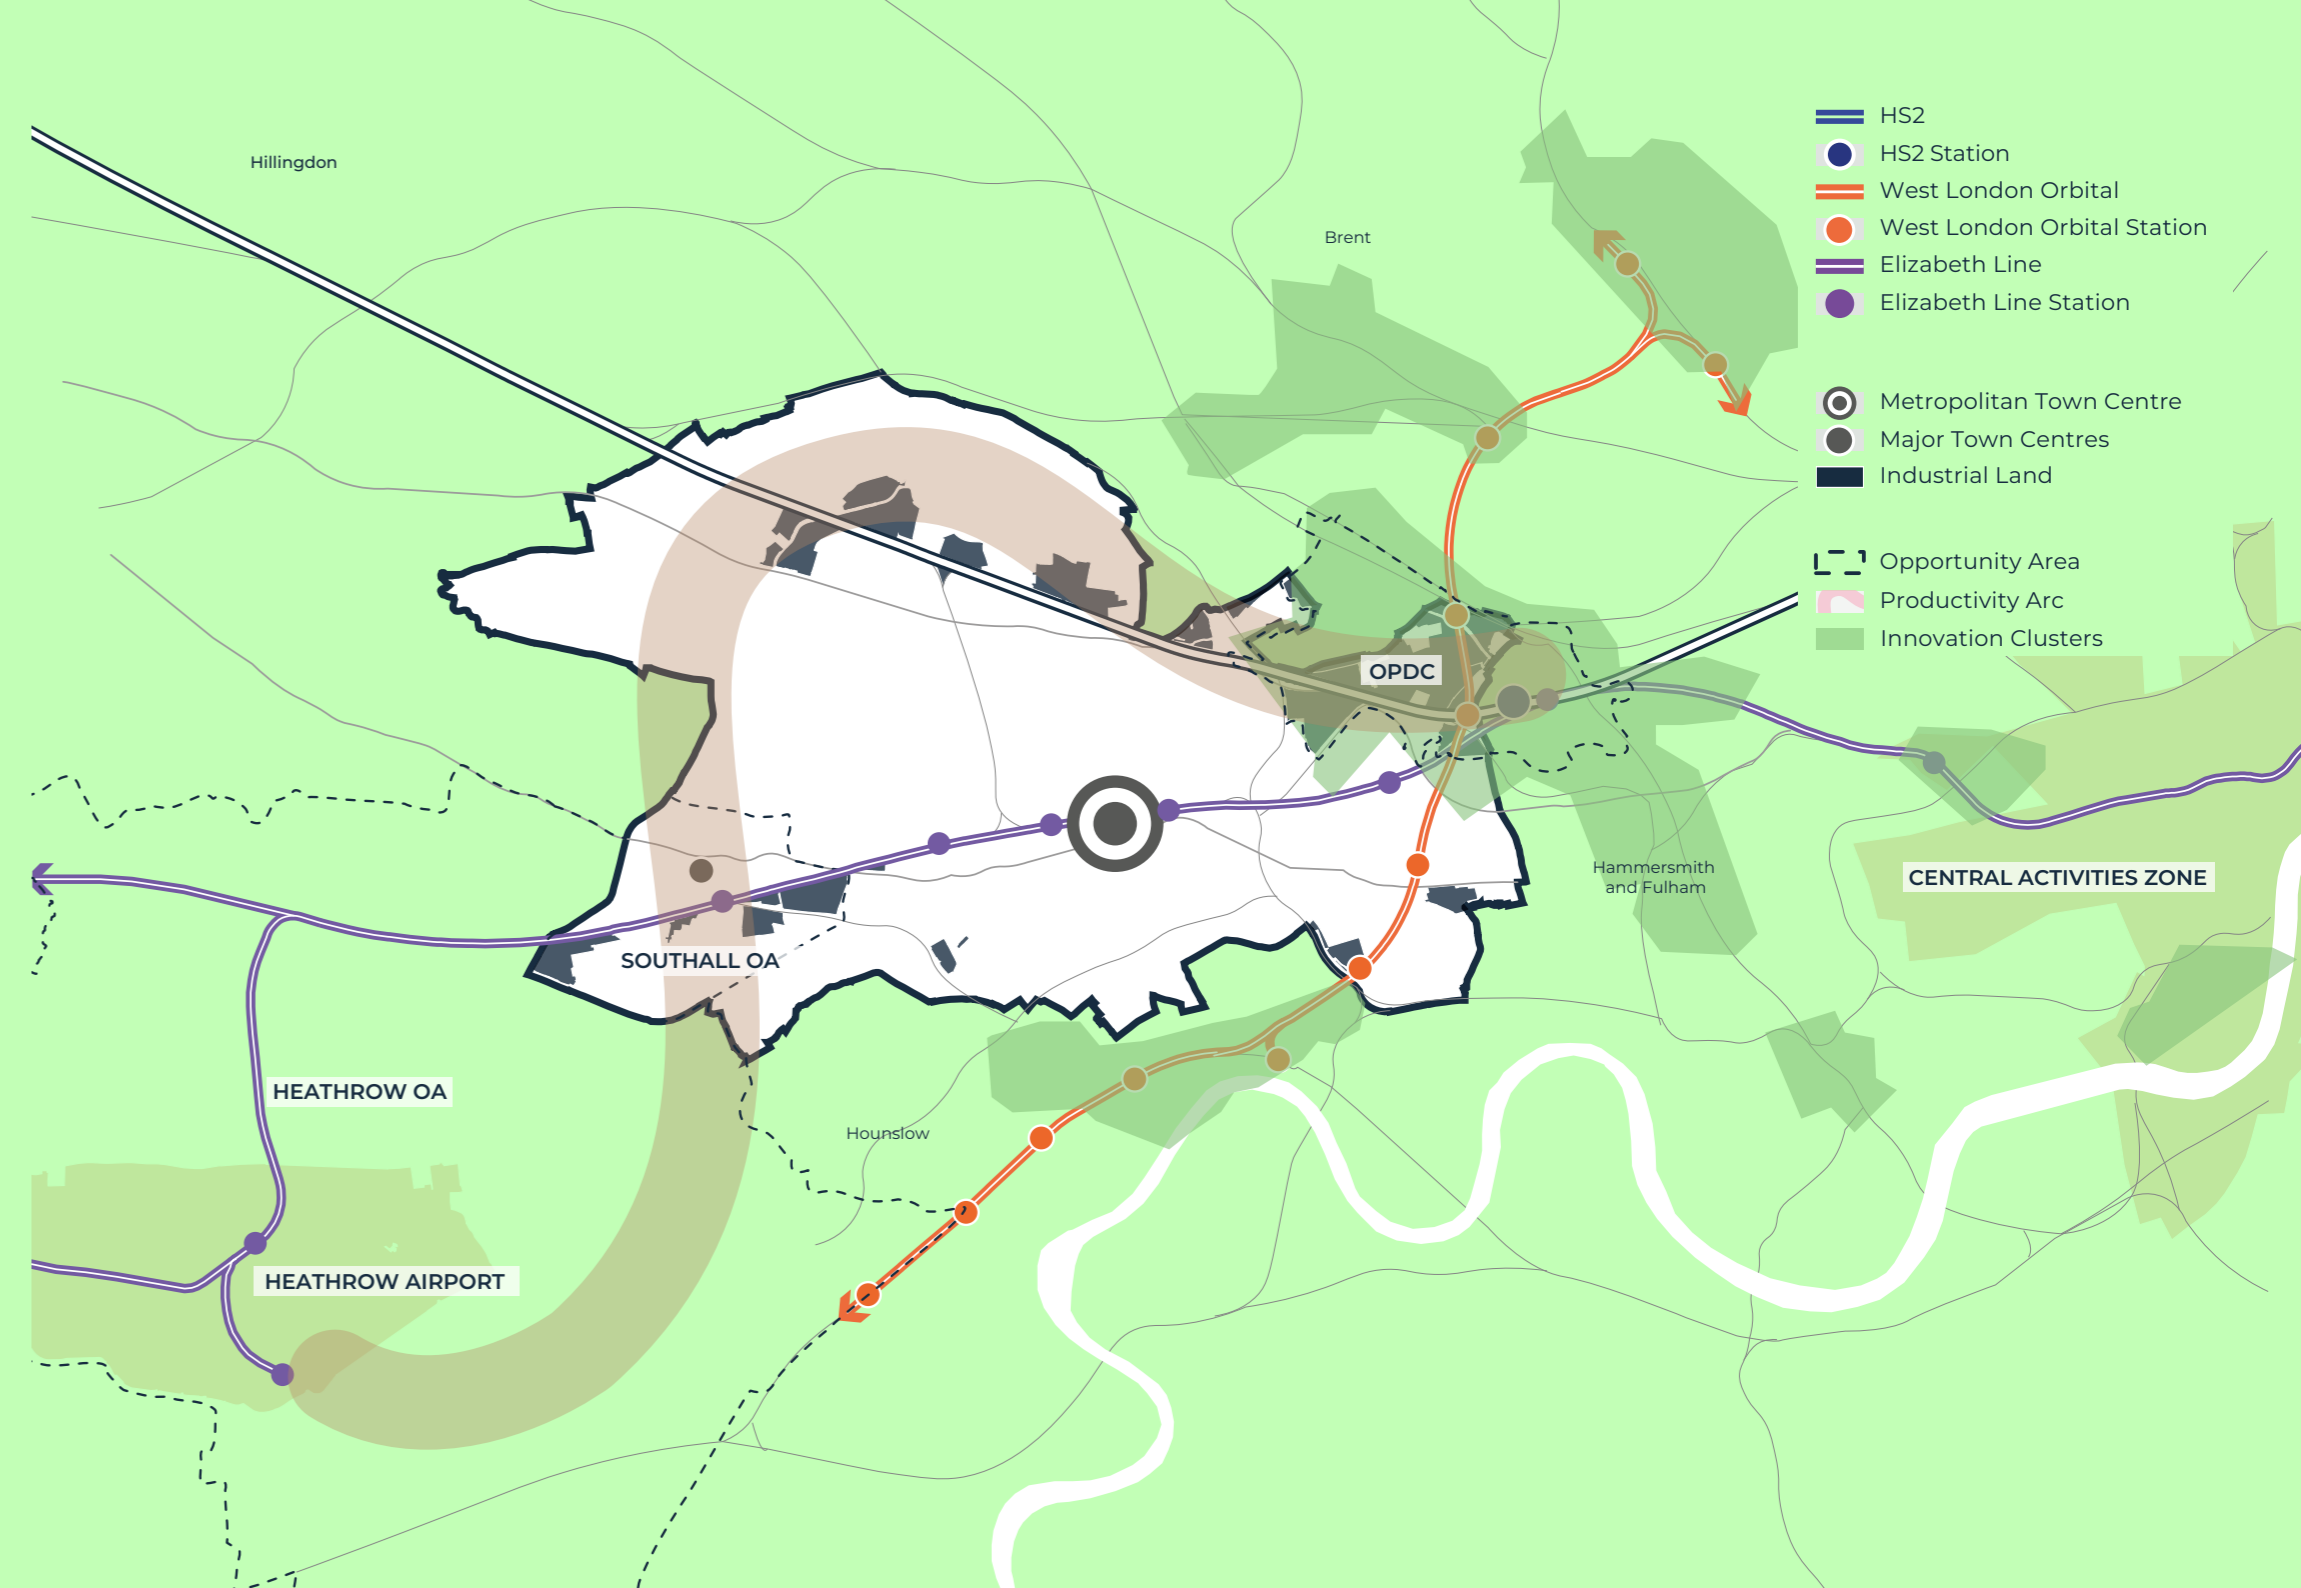 Hillingdon
Brent
HS2
HS2 Station
West London Orbital
West London Orbital Station
Elizabeth Line
Elizabeth Line Station
Metropolitan Town Centre
Major Town Centres
Industrial Land
Opportunity Area
Productivity Arc
Innovation Clusters
OPDC
Hammersmith
and Fulham
CENTRAL ACTIVITIES ZONE
SOUTHALL OA
HEATHROW OA
Hounslow
HEATHROW AIRPORT